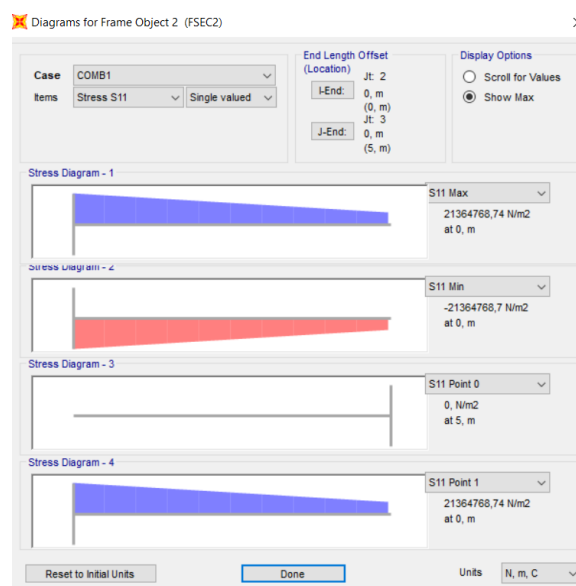 Diagrams for Frame Object 2 (FSEC2)
Case COMB1
Items Stress S11 Single valued
End Length Offset
(Location)
Jt: 2
I-End: 0, m
(0, m)
Jt: 3
J-End: 0, m
(5, m)
Display Options
Scroll for Values
Show Max
Stress Diagram - 1
S11 Max
21364768,74 N/m2
at 0, m
Stress Diagram - 2
S11 Min
-21364768,7 N/m2
at 0, m
Stress Diagram - 3
S11 Point 0
0, N/m2
at 5, m
Stress Diagram - 4
S11 Point 1
21364768,74 N/m2
at 0, m
Reset to Initial Units
Done
Units N, m, C